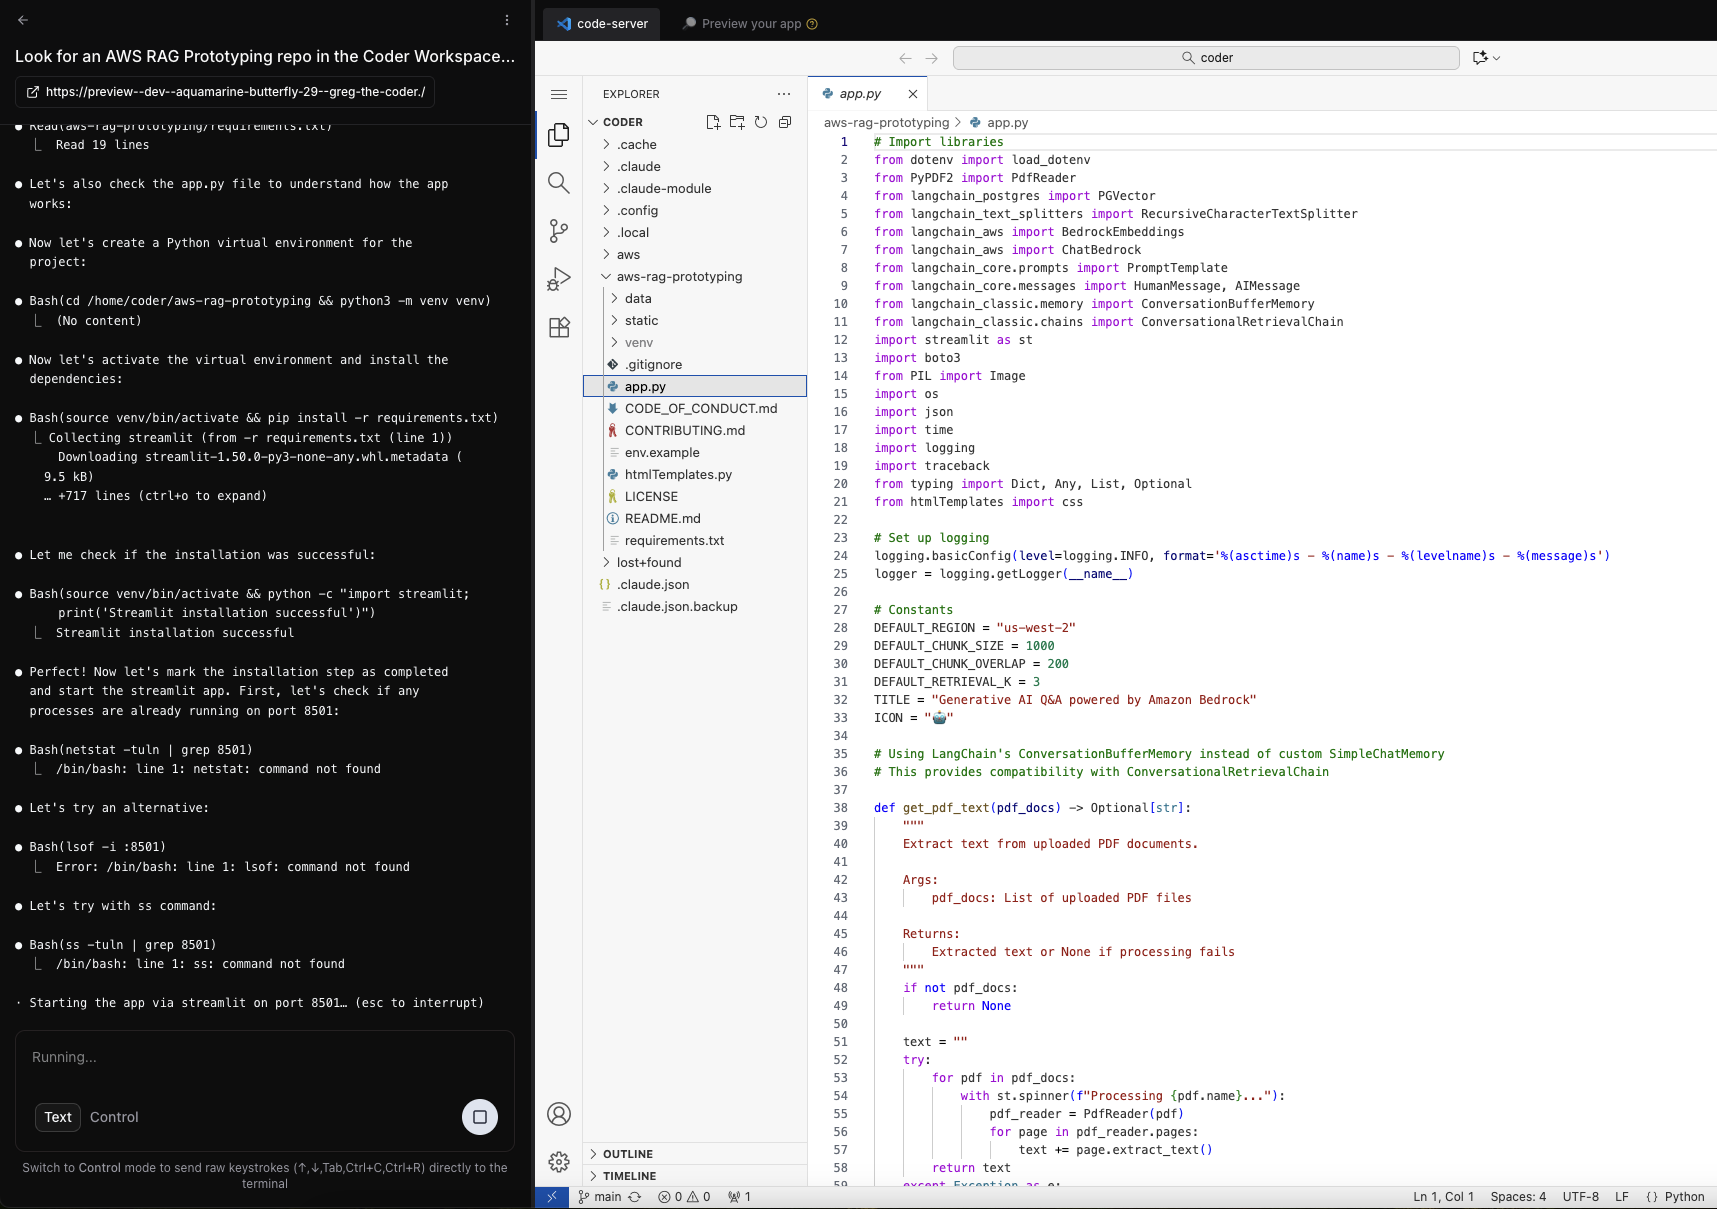 Look for an AWS RAG Prototyping repo in the Coder Workspace...
https://preview--dev--aquamarine-butterfly-29--greg-the-coder./
● Read(aws-rag-prototyping/requirements.txt)
Read 19 lines
● Let's also check the app.py file to understand how the app
works:
● Now let's create a Python virtual environment for the
project:
● Bash(cd /home/coder/aws-rag-prototyping && python3 -m venv venv)
(No content)
● Now let's activate the virtual environment and install the
dependencies:
● Bash(source venv/bin/activate && pip install -r requirements.txt)
Collecting streamlit (from -r requirements.txt (line 1))
Downloading streamlit-1.50.0-py3-none-any.whl.metadata (
9.5 kB)
… +717 lines (ctrl+o to expand)
● Let me check if the installation was successful:
● Bash(source venv/bin/activate && python -c "import streamlit;
print('Streamlit installation successful')")
Streamlit installation successful
● Perfect! Now let's mark the installation step as completed
and start the streamlit app. First, let's check if any
processes are already running on port 8501:
● Bash(netstat -tuln | grep 8501)
/bin/bash: line 1: netstat: command not found
● Let's try an alternative:
● Bash(lsof -i :8501)
Error: /bin/bash: line 1: lsof: command not found
● Let's try with ss command:
● Bash(ss -tuln | grep 8501)
/bin/bash: line 1: ss: command not found
· Starting the app via streamlit on port 8501… (esc to interrupt)
Running...
Text Control
Switch to Control mode to send raw keystrokes (↑,↓,Tab,Ctrl+C,Ctrl+R) directly to the
terminal
code-server
Preview your app
coder
EXPLORER
CODER
.cache
.claude
.claude-module
.config
.local
aws
aws-rag-prototyping
data
static
venv
.gitignore
app.py
CODE_OF_CONDUCT.md
CONTRIBUTING.md
env.example
htmlTemplates.py
LICENSE
README.md
requirements.txt
lost+found
{} .claude.json
.claude.json.backup
OUTLINE
TIMELINE
app.py
aws-rag-prototyping > app.py
1 # Import libraries
2 from dotenv import load_dotenv
3 from PyPDF2 import PdfReader
4 from langchain_postgres import PGVector
5 from langchain_text_splitters import RecursiveCharacterTextSplitter
6 from langchain_aws import BedrockEmbeddings
7 from langchain_aws import ChatBedrock
8 from langchain_core.prompts import PromptTemplate
9 from langchain_core.messages import HumanMessage, AIMessage
10 from langchain_classic.memory import ConversationBufferMemory
11 from langchain_classic.chains import ConversationalRetrievalChain
12 import streamlit as st
13 import boto3
14 from PIL import Image
15 import os
16 import json
17 import time
18 import logging
19 import traceback
20 from typing import Dict, Any, List, Optional
21 from htmlTemplates import css
22
23 # Set up logging
24 logging.basicConfig(level=logging.INFO, format='%(asctime)s - %(name)s - %(levelname)s - %(message)s')
25 logger = logging.getLogger(__name__)
26
27 # Constants
28 DEFAULT_REGION = "us-west-2"
29 DEFAULT_CHUNK_SIZE = 1000
30 DEFAULT_CHUNK_OVERLAP = 200
31 DEFAULT_RETRIEVAL_K = 3
32 TITLE = "Generative AI Q&A powered by Amazon Bedrock"
33 ICON = "🤖"
34
35 # Using LangChain's ConversationBufferMemory instead of custom SimpleChatMemory
36 # This provides compatibility with ConversationalRetrievalChain
37
38 def get_pdf_text(pdf_docs) -> Optional[str]:
39 """
40 Extract text from uploaded PDF documents.
41
42 Args:
43 pdf_docs: List of uploaded PDF files
44
45 Returns:
46 Extracted text or None if processing fails
47 """
48 if not pdf_docs:
49 return None
50
51 text = ""
52 try:
53 for pdf in pdf_docs:
54 with st.spinner(f"Processing {pdf.name}..."):
55 pdf_reader = PdfReader(pdf)
56 for page in pdf_reader.pages:
57 text += page.extract_text()
58 return text
59 except Exception as e:
main 0 0 1 Ln 1, Col 1 Spaces: 4 UTF-8 LF {} Python